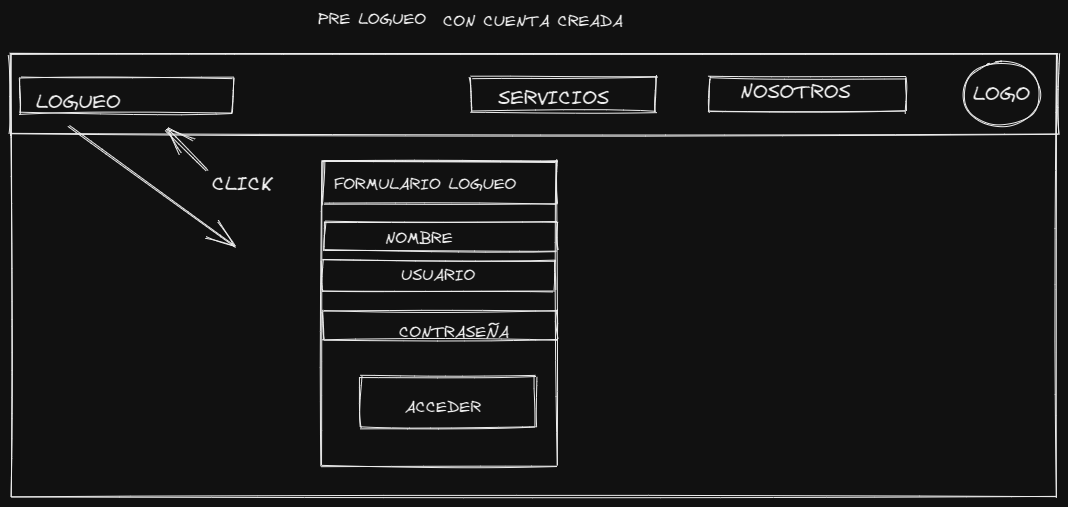 PRE LOGUEO CON CUENTA CREADA
LOGUEO
SERVICIOS
NOSOTROS
LOGO
CLICK
FORMULARIO LOGUEO
NOMBRE
USUARIO
CONTRASEÑA
ACCEDER